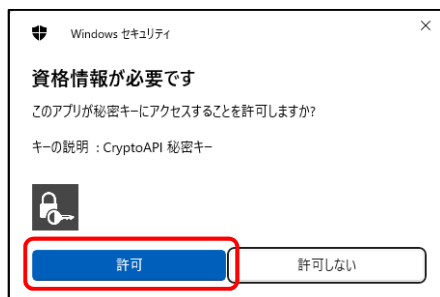 Windows セキュリティ
資格情報が必要です
このアプリが秘密キーにアクセスすることを許可しますか?
キーの説明 : CryptoAPI 秘密キー
許可
許可しない